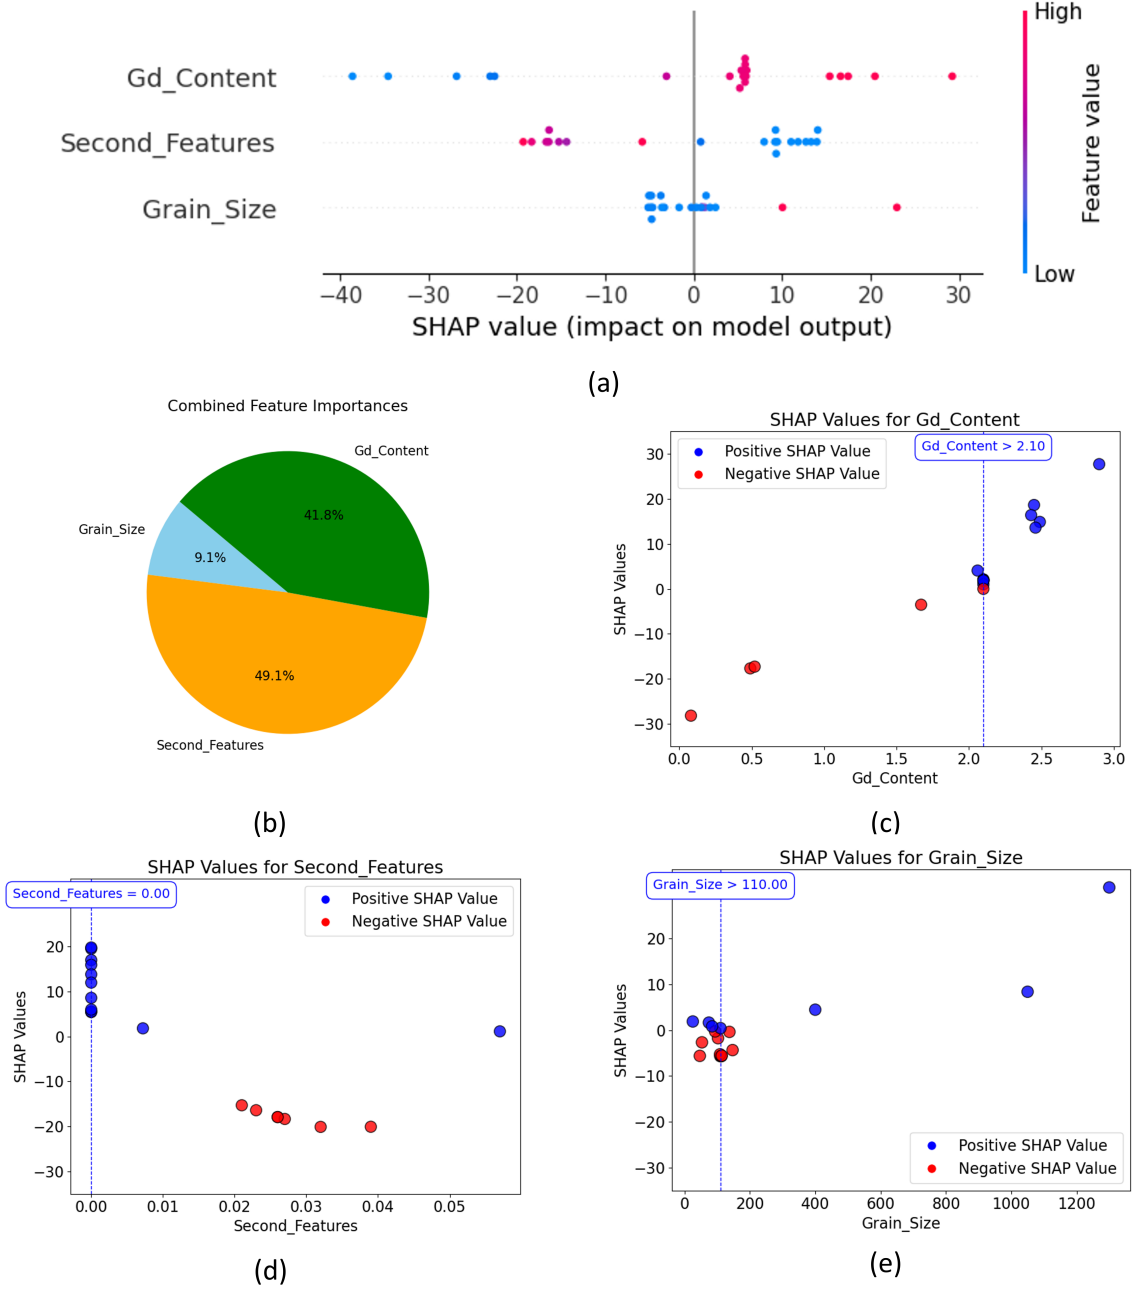 High
Gd_Content
Second_Features
Grain_Size
Feature value
Low
−40 −30 −20 −10 0 10 20 30
SHAP value (impact on model output)
(a)
Combined Feature Importances
Gd_Content
41.8%
Grain_Size
9.1%
49.1%
Second_Features
(b)
SHAP Values for Gd_Content
Positive SHAP Value
Negative SHAP Value
Gd_Content > 2.10
30
20
10
0
−10
−20
−30
SHAP Values
0.0 0.5 1.0 1.5 2.0 2.5 3.0
Gd_Content
(c)
SHAP Values for Second_Features
Second_Features = 0.00
Positive SHAP Value
Negative SHAP Value
20
10
0
−10
−20
−30
SHAP Values
0.00 0.01 0.02 0.03 0.04 0.05
Second_Features
(d)
SHAP Values for Grain_Size
Grain_Size > 110.00
20
10
0
−10
−20
−30
SHAP Values
Positive SHAP Value
Negative SHAP Value
0 200 400 600 800 1000 1200
Grain_Size
(e)